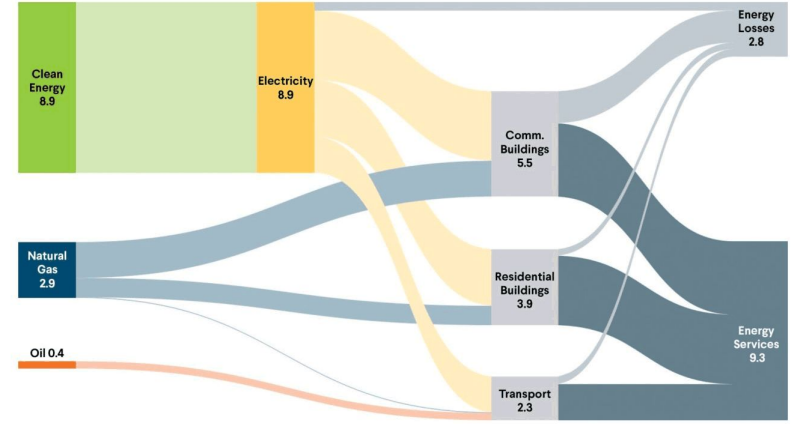 Clean
Energy
8.9
Electricity
8.9
Energy
Losses
2.8
Comm.
Buildings
5.5
Natural
Gas
2.9
Residential
Buildings
3.9
Oil 0.4
Transport
2.3
Energy
Services
9.3